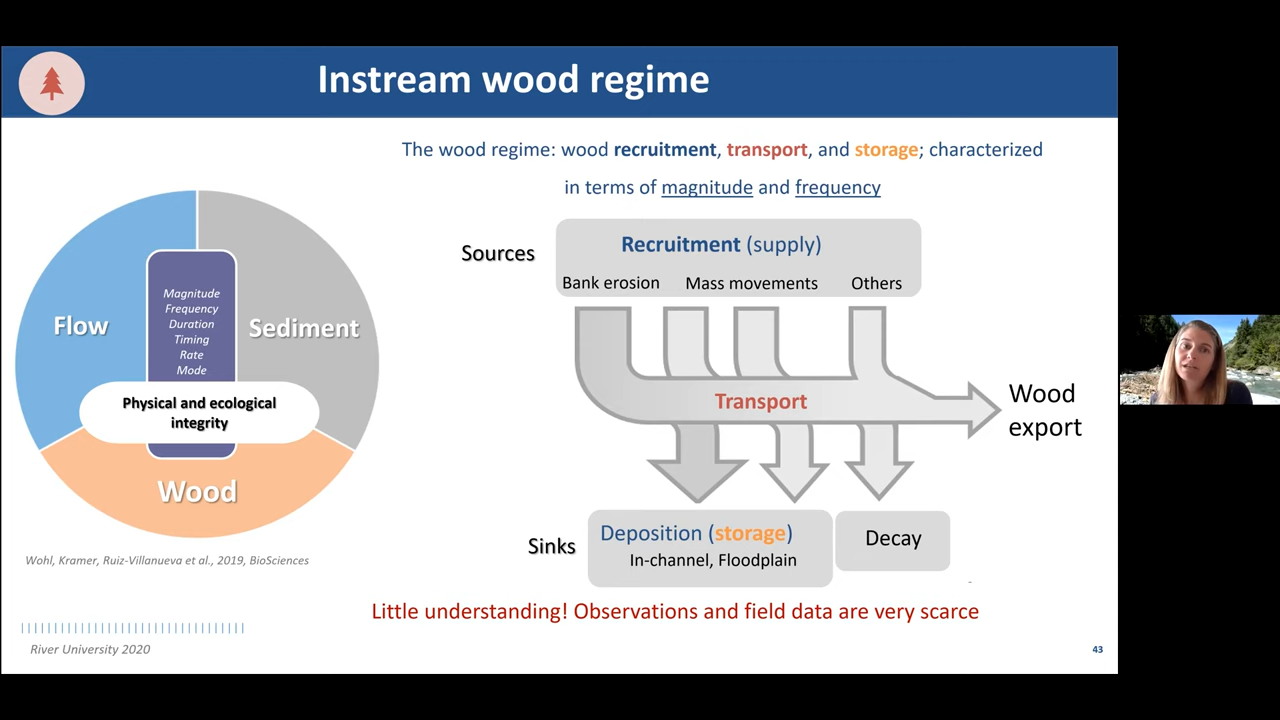 Instream wood regime
The wood regime: wood recruitment, transport, and storage; characterized
in terms of magnitude and frequency
Flow
Sediment
Wood
Magnitude
Frequency
Duration
Timing
Rate
Mode
Physical and ecological
integrity
Wohl, Kramer, Ruiz-Villanueva et al., 2019, BioSciences
Sources
Recruitment (supply)
Bank erosion Mass movements Others
Transport
Wood
export
Sinks
Deposition (storage)
In-channel, Floodplain
Decay
Little understanding! Observations and field data are very scarce
River University 2020
43